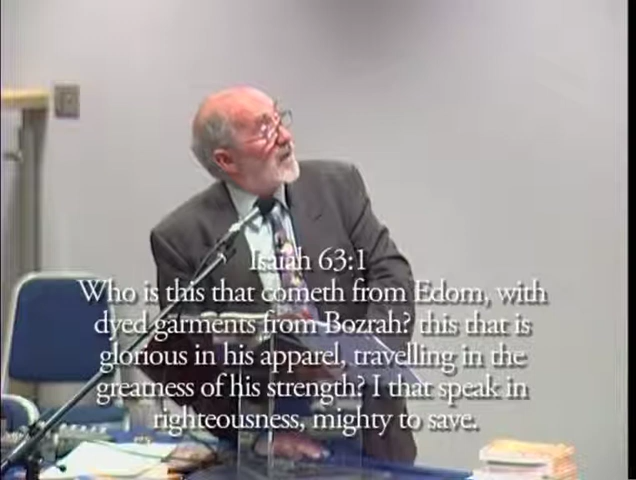 Isaiah 63:1
Who is this that cometh from Edom, with
dyed garments from Bozrah? this that is
glorious in his apparel, travelling in the
greatness of his strength? I that speak in
righteousness, mighty to save.